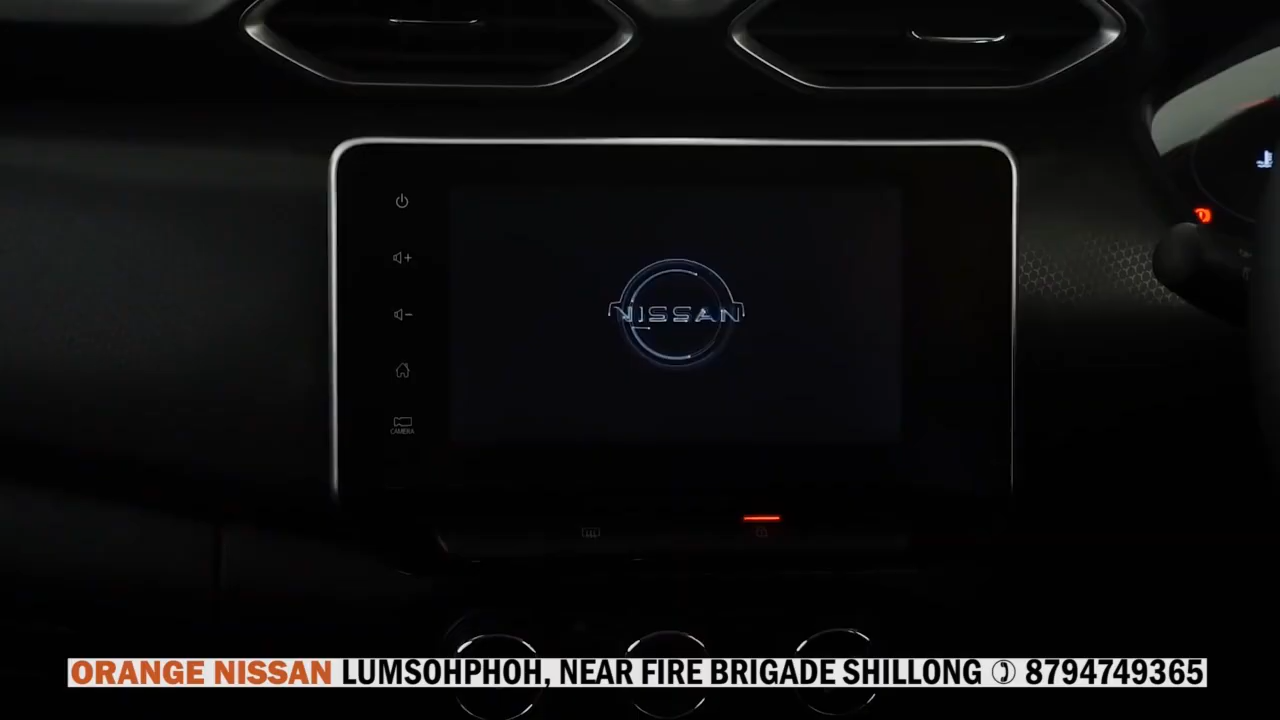 NISSAN
CAMERA
ORANGE NISSAN LUMSOHPHOH, NEAR FIRE BRIGADE SHILLONG ✆ 8794749365